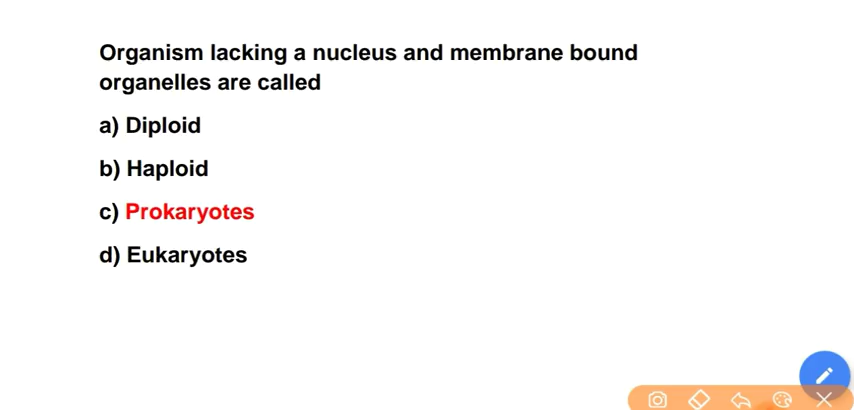 Organism lacking a nucleus and membrane bound
organelles are called
a) Diploid
b) Haploid
c) Prokaryotes
d) Eukaryotes